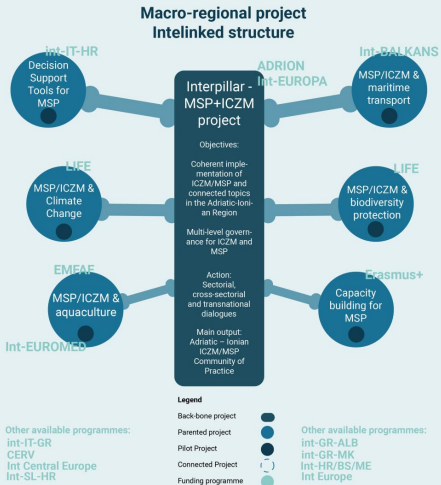 Macro-regional project
Intelinked structure
int-IT-HR
Decision
Support
Tools for
MSP
ADRION
Int-EUROPA
Int-BALKANS
MSP/ICZM &
maritime
transport
Interpillar -
MSP+ICZM
project
Objectives:
Coherent imple-
mentation of
ICZM/MSP and
connected topics
in the Adriatic-Ioni-
an Region
Multi-level govern-
ance for ICZM and
MSP
Action:
Sectorial,
cross-sectorial
and transnational
dialogues
Main output:
Adriatic – Ionian
ICZM/MSP
Community of
Practice
LIFE
MSP/ICZM &
Climate
Change
LIFE
MSP/ICZM &
biodiversity
protection
EMFAF
MSP/ICZM &
aquaculture
Int-EUROMED
Erasmus+
Capacity
building for
MSP
Legend
Back-bone project
Parented project
Pilot Project
Connected Project
Funding programme
Other available programmes:
int-IT-GR
CERV
Int Central Europe
Int-SL-HR
Other available programmes:
int-GR-ALB
int-GR-MK
Int-HR/BS/ME
Int Europe